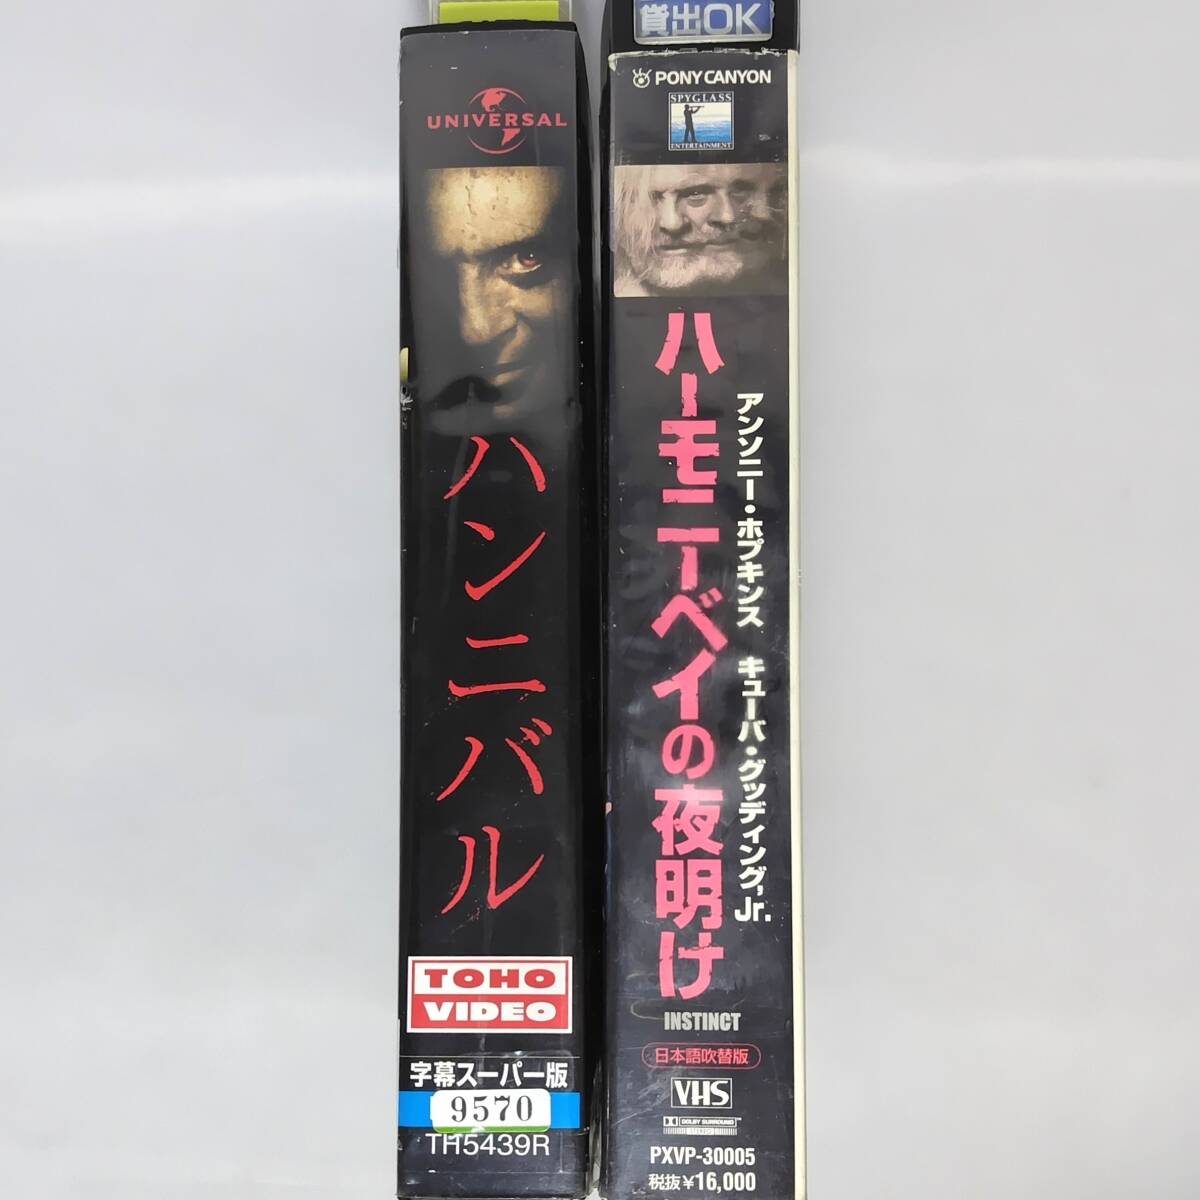 UNIVERSAL
ハンニバル
TOHO
VIDEO
字幕スーパー版
9570
TH5439R
貸出OK
PONY CANYON
SPYGLASS
ENTERTAINMENT
ハーモニーベイの夜明け
アンソニー・ホプキンス キューバ・グッディング,Jr.
INSTINCT
日本語吹替版
VHS
DOLBY SURROUND
STEREO
PXVP-30005
税抜¥16,000